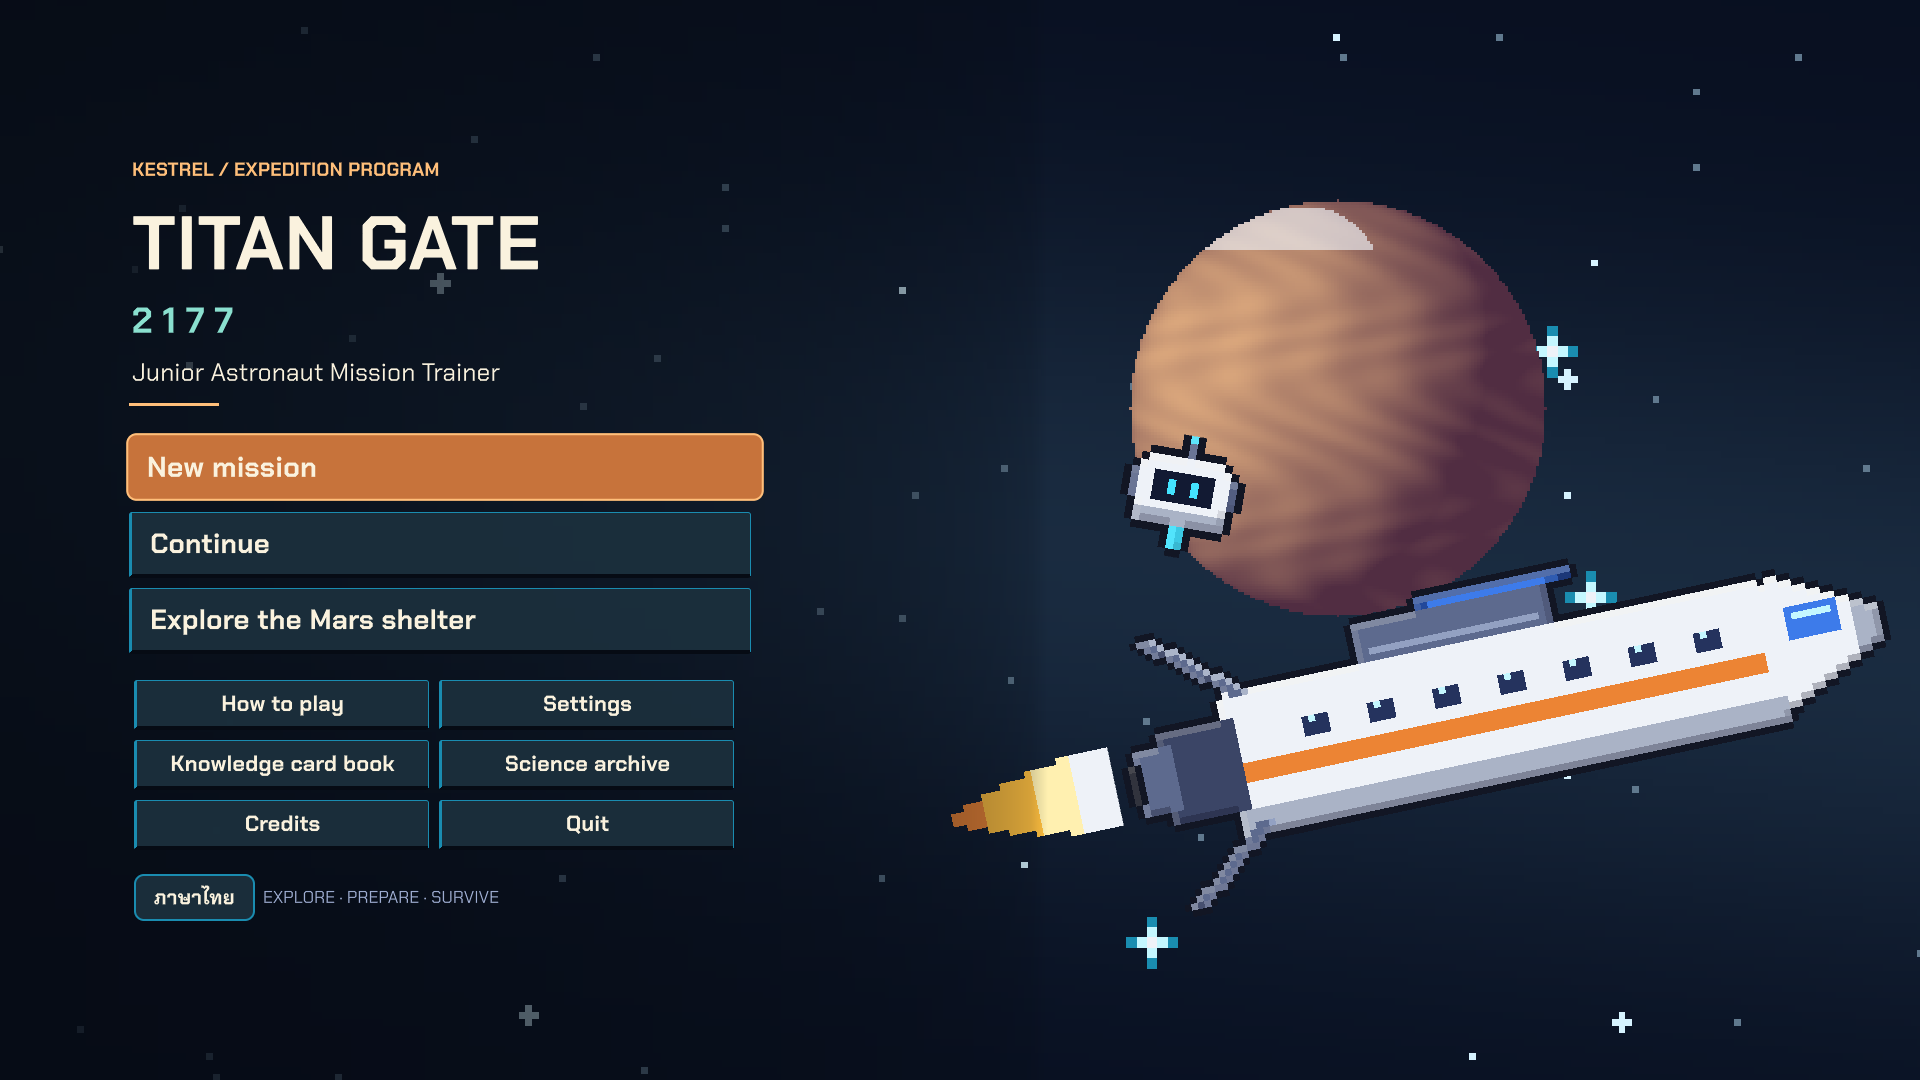 KESTREL / EXPEDITION PROGRAM
TITAN GATE
2177
Junior Astronaut Mission Trainer
New mission
Continue
Explore the Mars shelter
How to play
Settings
Knowledge card book
Science archive
Credits
Quit
ภาษาไทย
EXPLORE · PREPARE · SURVIVE